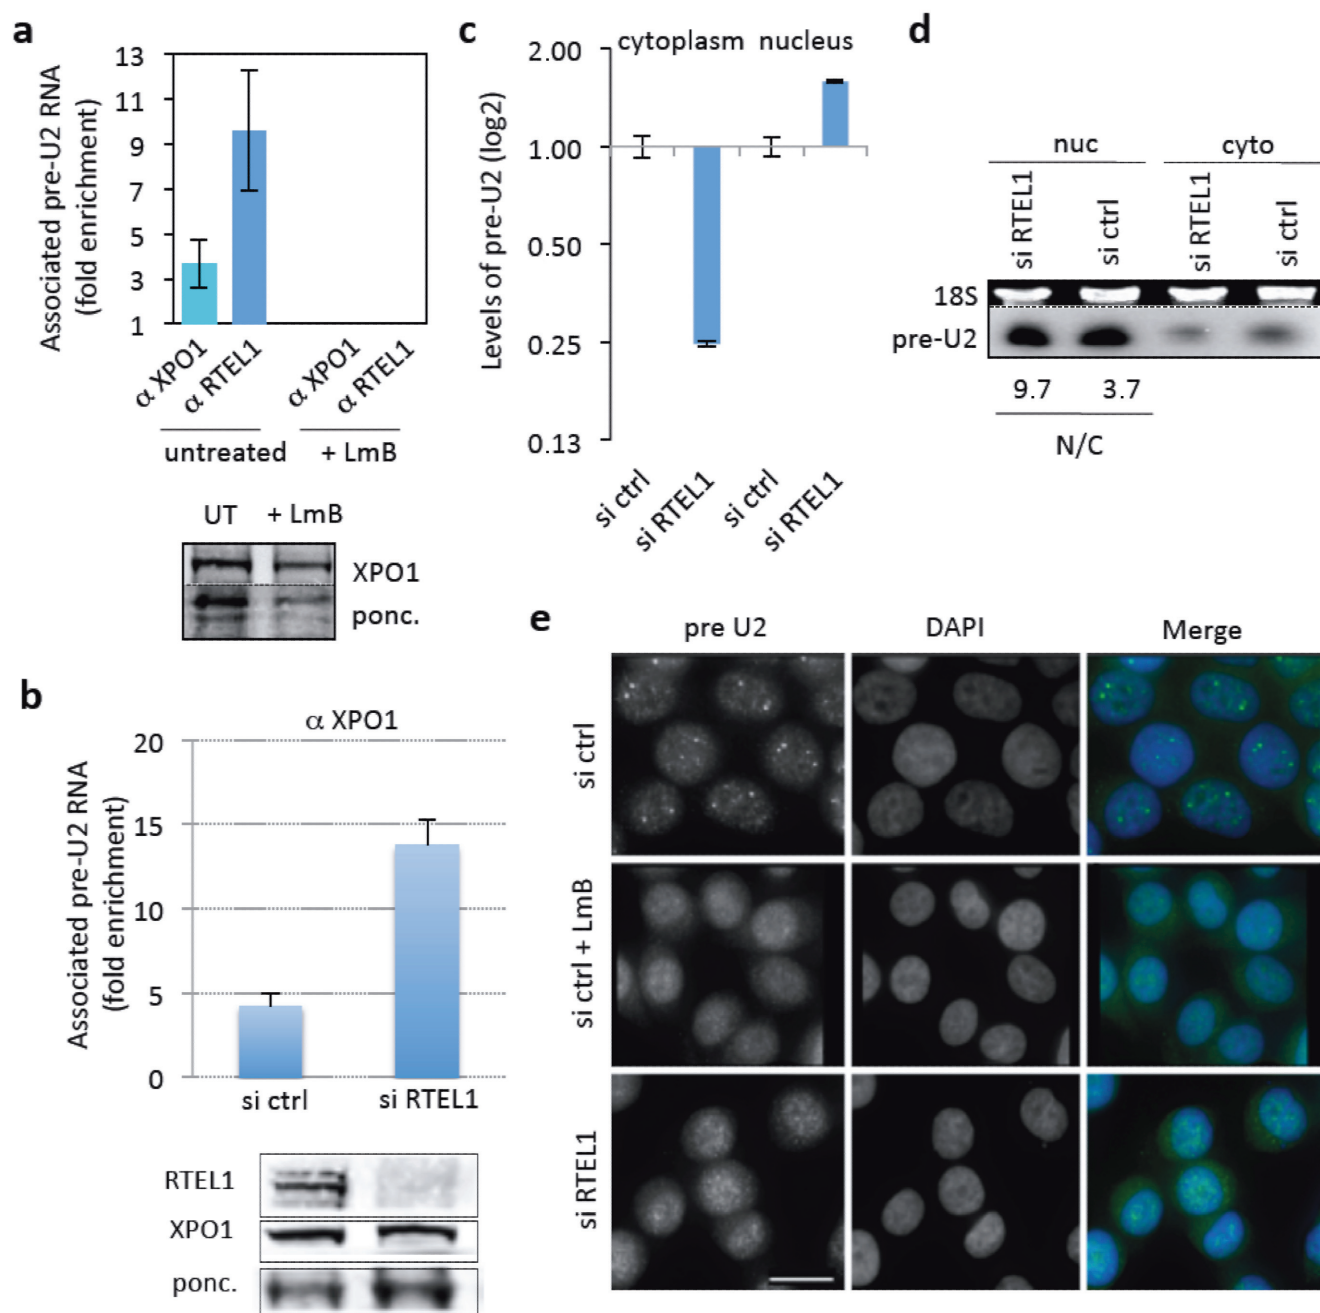 a
Associated pre-U2 RNA
(fold enrichment)
13
11
9
7
5
3
1
α XPO1
α RTEL1
α XPO1
α RTEL1
untreated
+ LmB
UT
+ LmB
XPO1
ponc.
b
α XPO1
Associated pre-U2 RNA
(fold enrichment)
20
15
10
5
0
si ctrl
si RTEL1
RTEL1
XPO1
ponc.
c
cytoplasm
nucleus
Levels of pre-U2 (log2)
2.00
1.00
0.50
0.25
0.13
si ctrl
si RTEL1
si ctrl
si RTEL1
d
nuc
cyto
si RTEL1
si ctrl
si RTEL1
si ctrl
18S
pre-U2
9.7
3.7
N/C
e
pre U2
DAPI
Merge
si ctrl
si ctrl + LmB
si RTEL1